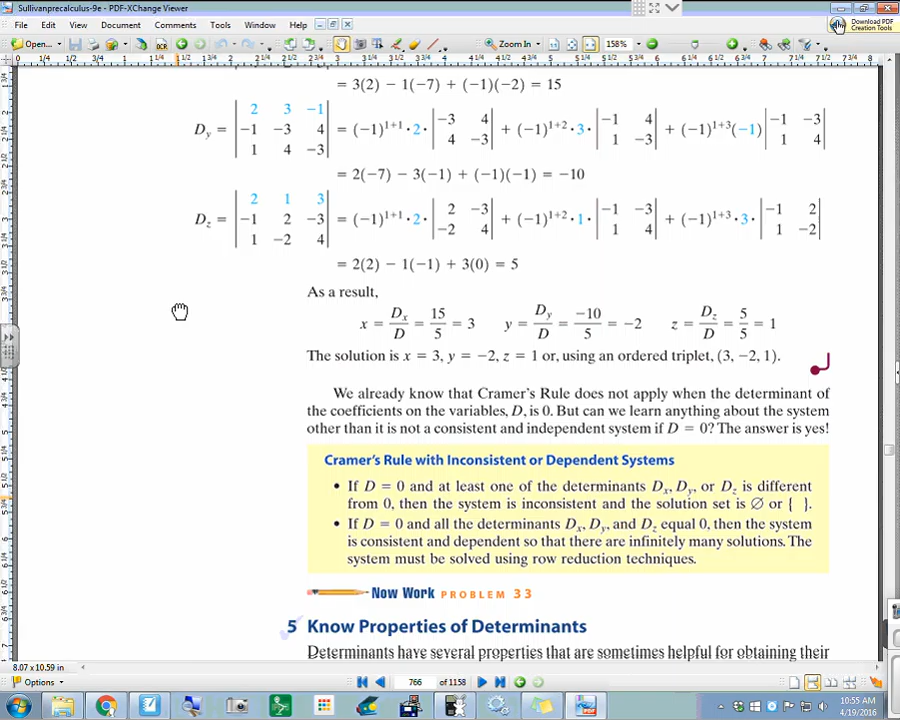 Sullivanprecalculus-9e - PDF-XChange Viewer
File Edit View Document Comments Tools Window Help
Download PDF
Creation Tools
Open... OCR Zoom In 158%
= 3(2) − 1(−7) + (−1)(−2) = 15
D_y = | 2 3 −1 | = (−1)^{1+1} · 2 · | −3 4 | + (−1)^{1+2} · 3 · | −1 4 | + (−1)^{1+3}(−1) | −1 −3 |
| −1 −3 4 | | 4 −3 | | 1 −3 | | 1 4 |
| 1 4 −3 |
= 2(−7) − 3(−1) + (−1)(−1) = −10
D_z = | 2 1 3 | = (−1)^{1+1} · 2 · | 2 −3 | + (−1)^{1+2} · 1 · | −1 −3 | + (−1)^{1+3} · 3 · | −1 2 |
| −1 2 −3 | | −2 4 | | 1 4 | | 1 −2 |
| 1 −2 4 |
= 2(2) − 1(−1) + 3(0) = 5
As a result,
x = D_x/D = 15/5 = 3 y = D_y/D = −10/5 = −2 z = D_z/D = 5/5 = 1
The solution is x = 3, y = −2, z = 1 or, using an ordered triplet, (3, −2, 1).
We already know that Cramer's Rule does not apply when the determinant of
the coefficients on the variables, D, is 0. But can we learn anything about the system
other than it is not a consistent and independent system if D = 0? The answer is yes!
Cramer's Rule with Inconsistent or Dependent Systems
• If D = 0 and at least one of the determinants D_x, D_y, or D_z is different
from 0, then the system is inconsistent and the solution set is ∅ or { }.
• If D = 0 and all the determinants D_x, D_y, and D_z equal 0, then the system
is consistent and dependent so that there are infinitely many solutions. The
system must be solved using row reduction techniques.
Now Work PROBLEM 33
5 Know Properties of Determinants
Determinants have several properties that are sometimes helpful for obtaining their
8.07 x 10.59 in
Options 766 of 1158
10:55 AM
4/19/2016